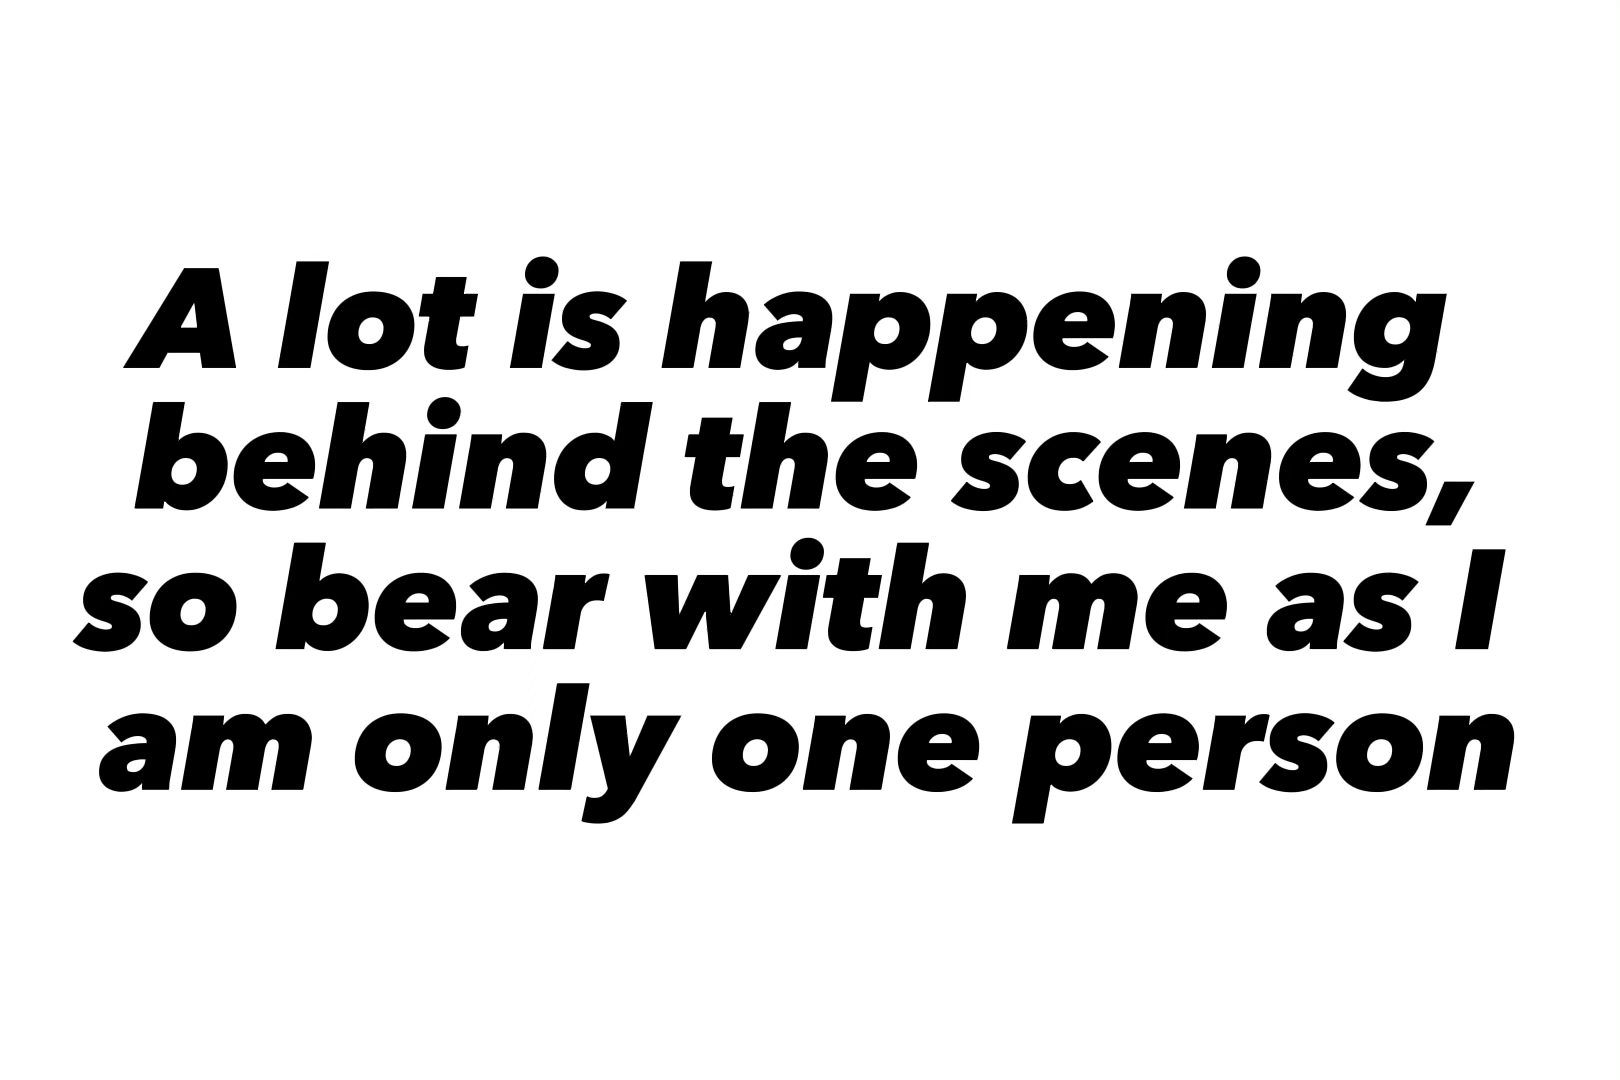 A lot is happening
behind the scenes,
so bear with me as I
am only one person